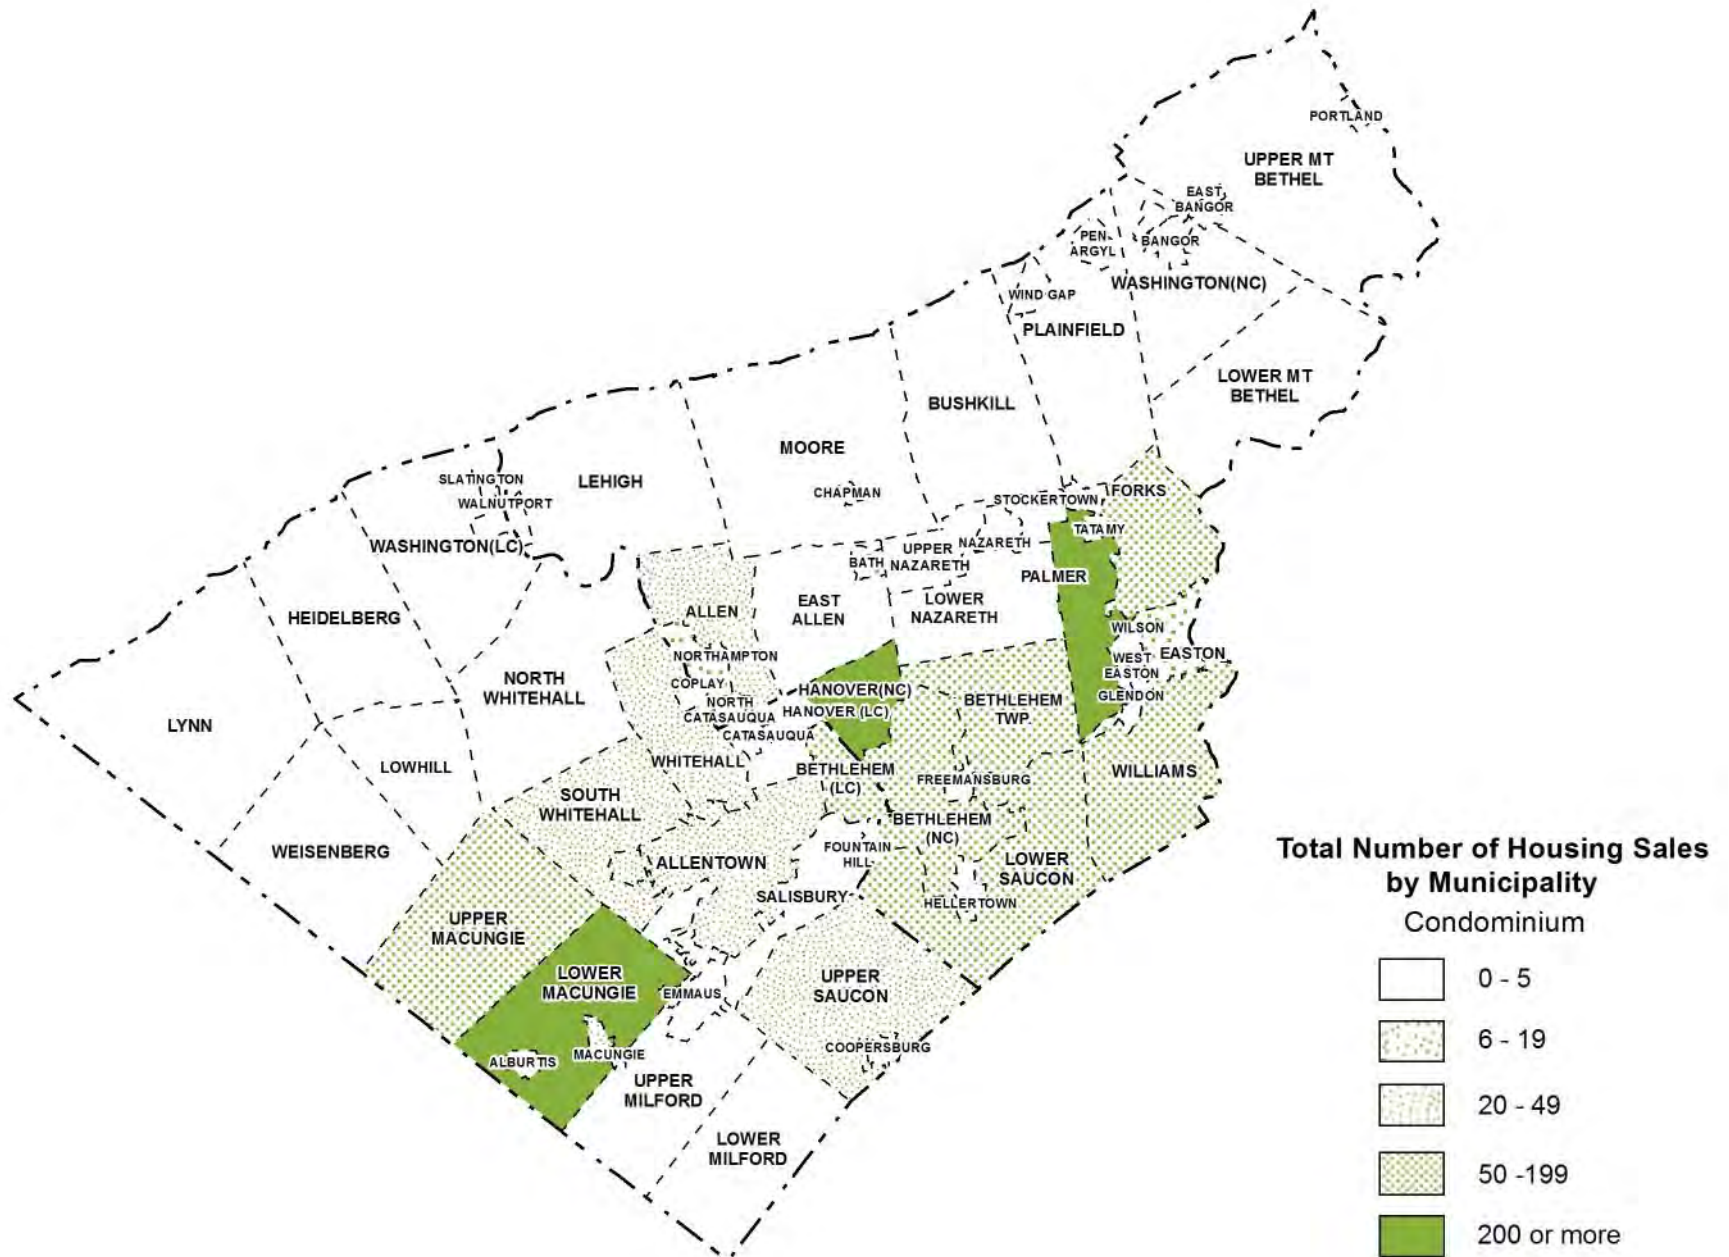 PORTLAND
UPPER MT
BETHEL
EAST
BANGOR
PEN
ARGYL
BANGOR
WASHINGTON(NC)
WIND GAP
PLAINFIELD
LOWER MT
BETHEL
BUSHKILL
MOORE
CHAPMAN
LEHIGH
SLATINGTON
WALNUTPORT
WASHINGTON(LC)
STOCKERTOWN
FORKS
TATAMY
NAZARETH
UPPER
NAZARETH
BATH
PALMER
HEIDELBERG
ALLEN
EAST
ALLEN
LOWER
NAZARETH
WILSON
WEST
EASTON
EASTON
GLENDON
NORTHAMPTON
COPLAY
NORTH
CATASAUQUA
CATASAUQUA
NORTH
WHITEHALL
HANOVER(NC)
HANOVER (LC)
BETHLEHEM
TWP.
LYNN
LOWHILL
WHITEHALL
BETHLEHEM
(LC)
FREEMANSBURG
WILLIAMS
SOUTH
WHITEHALL
BETHLEHEM
(NC)
WEISENBERG
ALLENTOWN
FOUNTAIN
HILL
LOWER
SAUCON
SALISBURY
HELLERTOWN
UPPER
MACUNGIE
LOWER
MACUNGIE
EMMAUS
UPPER
SAUCON
COOPERSBURG
ALBURTIS
MACUNGIE
UPPER
MILFORD
LOWER
MILFORD
Total Number of Housing Sales
by Municipality
Condominium
0 - 5
6 - 19
20 - 49
50 -199
200 or more